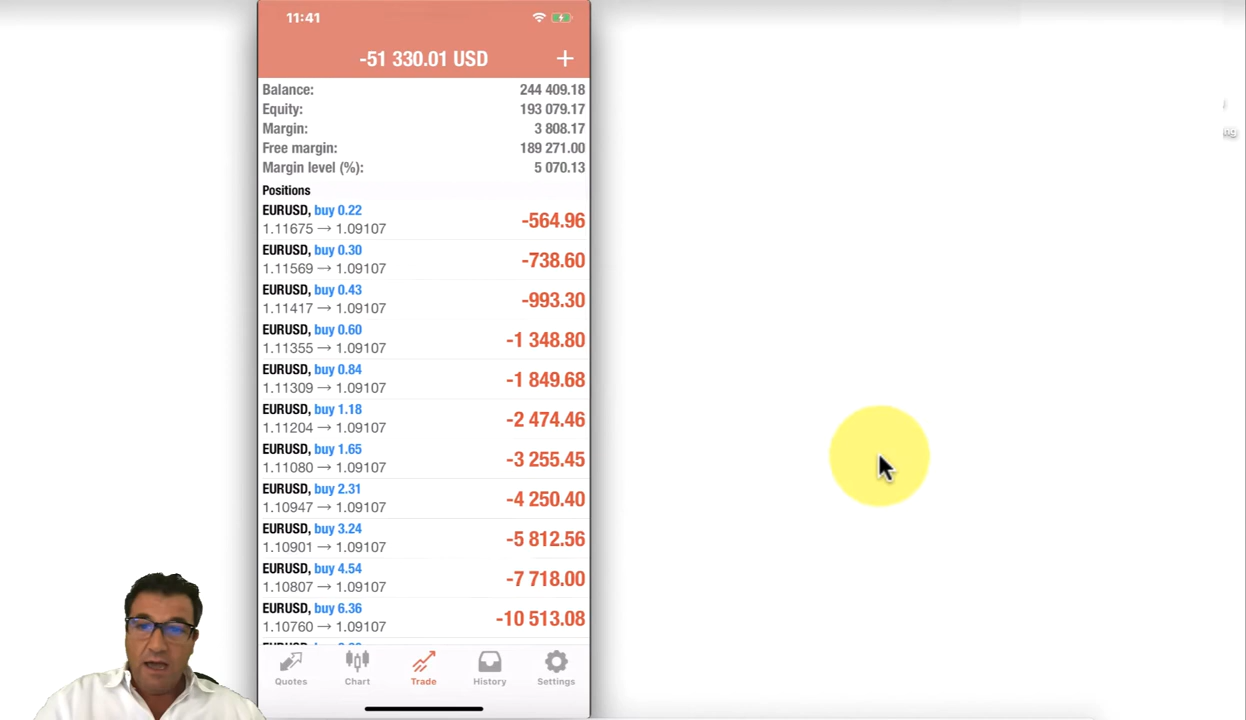 11:41
-51 330.01 USD +
Balance: 244 409.18
Equity: 193 079.17
Margin: 3 808.17
Free margin: 189 271.00
Margin level (%): 5 070.13
Positions
EURUSD, buy 0.22
1.11675 → 1.09107 -564.96
EURUSD, buy 0.30
1.11569 → 1.09107 -738.60
EURUSD, buy 0.43
1.11417 → 1.09107 -993.30
EURUSD, buy 0.60
1.11355 → 1.09107 -1 348.80
EURUSD, buy 0.84
1.11309 → 1.09107 -1 849.68
EURUSD, buy 1.18
1.11204 → 1.09107 -2 474.46
EURUSD, buy 1.65
1.11080 → 1.09107 -3 255.45
EURUSD, buy 2.31
1.10947 → 1.09107 -4 250.40
EURUSD, buy 3.24
1.10901 → 1.09107 -5 812.56
EURUSD, buy 4.54
1.10807 → 1.09107 -7 718.00
EURUSD, buy 6.36
1.10760 → 1.09107 -10 513.08
Quotes Chart Trade History Settings